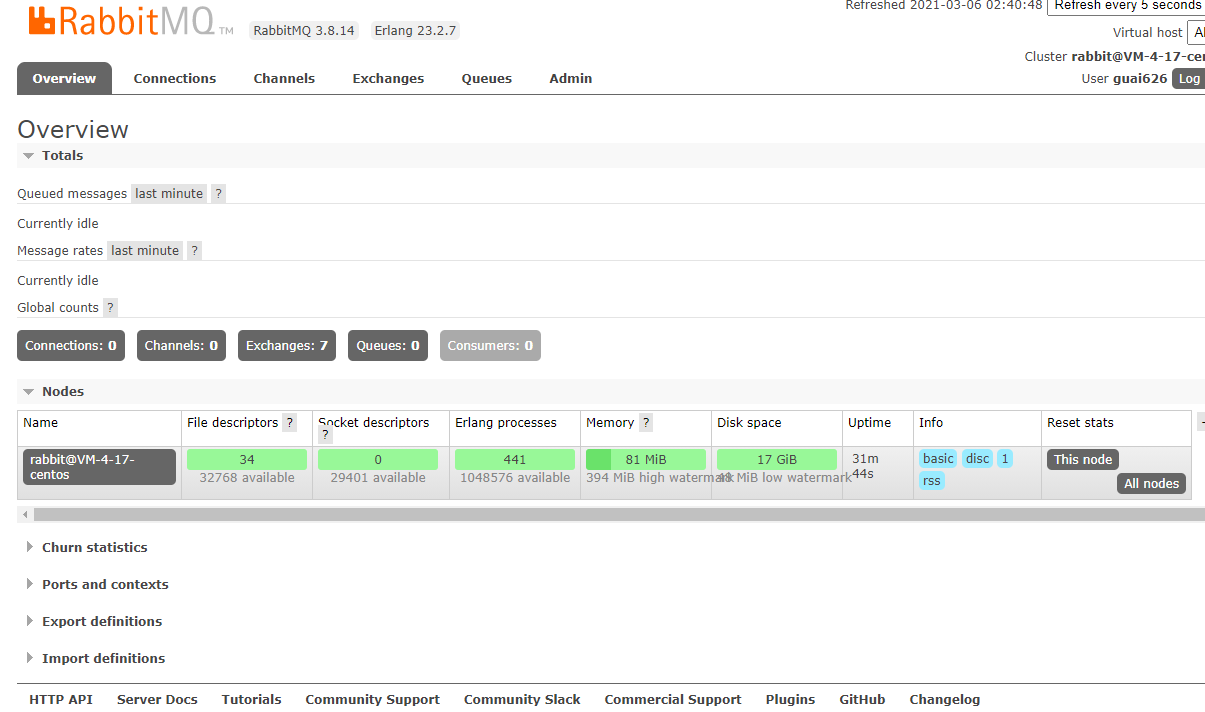 RabbitMQ TM RabbitMQ 3.8.14 Erlang 23.2.7
Refreshed 2021-03-06 02:40:48 Refresh every 5 seconds
Virtual host
Cluster rabbit@VM-4-17-cen
User guai626 Log
Overview Connections Channels Exchanges Queues Admin
Overview
Totals
Queued messages last minute ?
Currently idle
Message rates last minute ?
Currently idle
Global counts ?
Connections: 0 Channels: 0 Exchanges: 7 Queues: 0 Consumers: 0
Nodes
Name File descriptors ? Socket descriptors ? Erlang processes Memory ? Disk space Uptime Info Reset stats
rabbit@VM-4-17-centos 34 0 441 81 MiB 17 GiB 31m 44s basic disc 1 rss This node All nodes
32768 available 29401 available 1048576 available 394 MiB high watermark 48 MiB low watermark
Churn statistics
Ports and contexts
Export definitions
Import definitions
HTTP API Server Docs Tutorials Community Support Community Slack Commercial Support Plugins GitHub Changelog